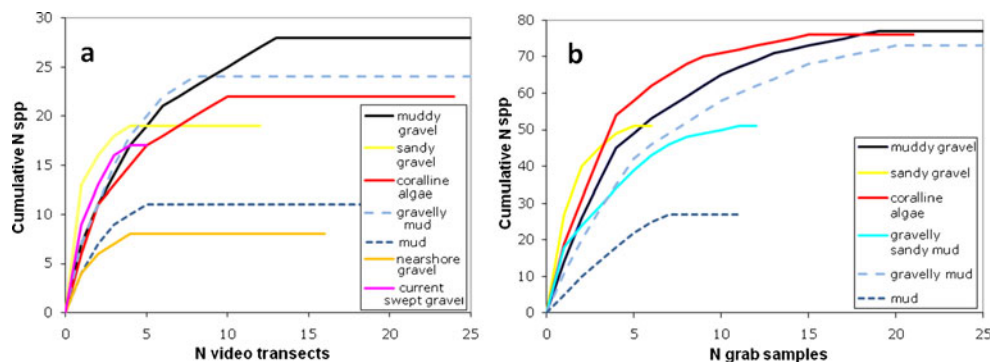 a
Cumulative N spp
30
25
20
15
10
5
0
muddy
gravel
sandy
gravel
coralline
algae
gravelly
mud
mud
nearshore
gravel
current
swept gravel
0 5 10 15 20 25
N video transects
b
Cumulative N spp
80
70
60
50
40
30
20
10
0
muddy gravel
sandy gravel
coralline
algae
gravelly
sandy mud
gravelly mud
mud
0 5 10 15 20 25
N grab samples